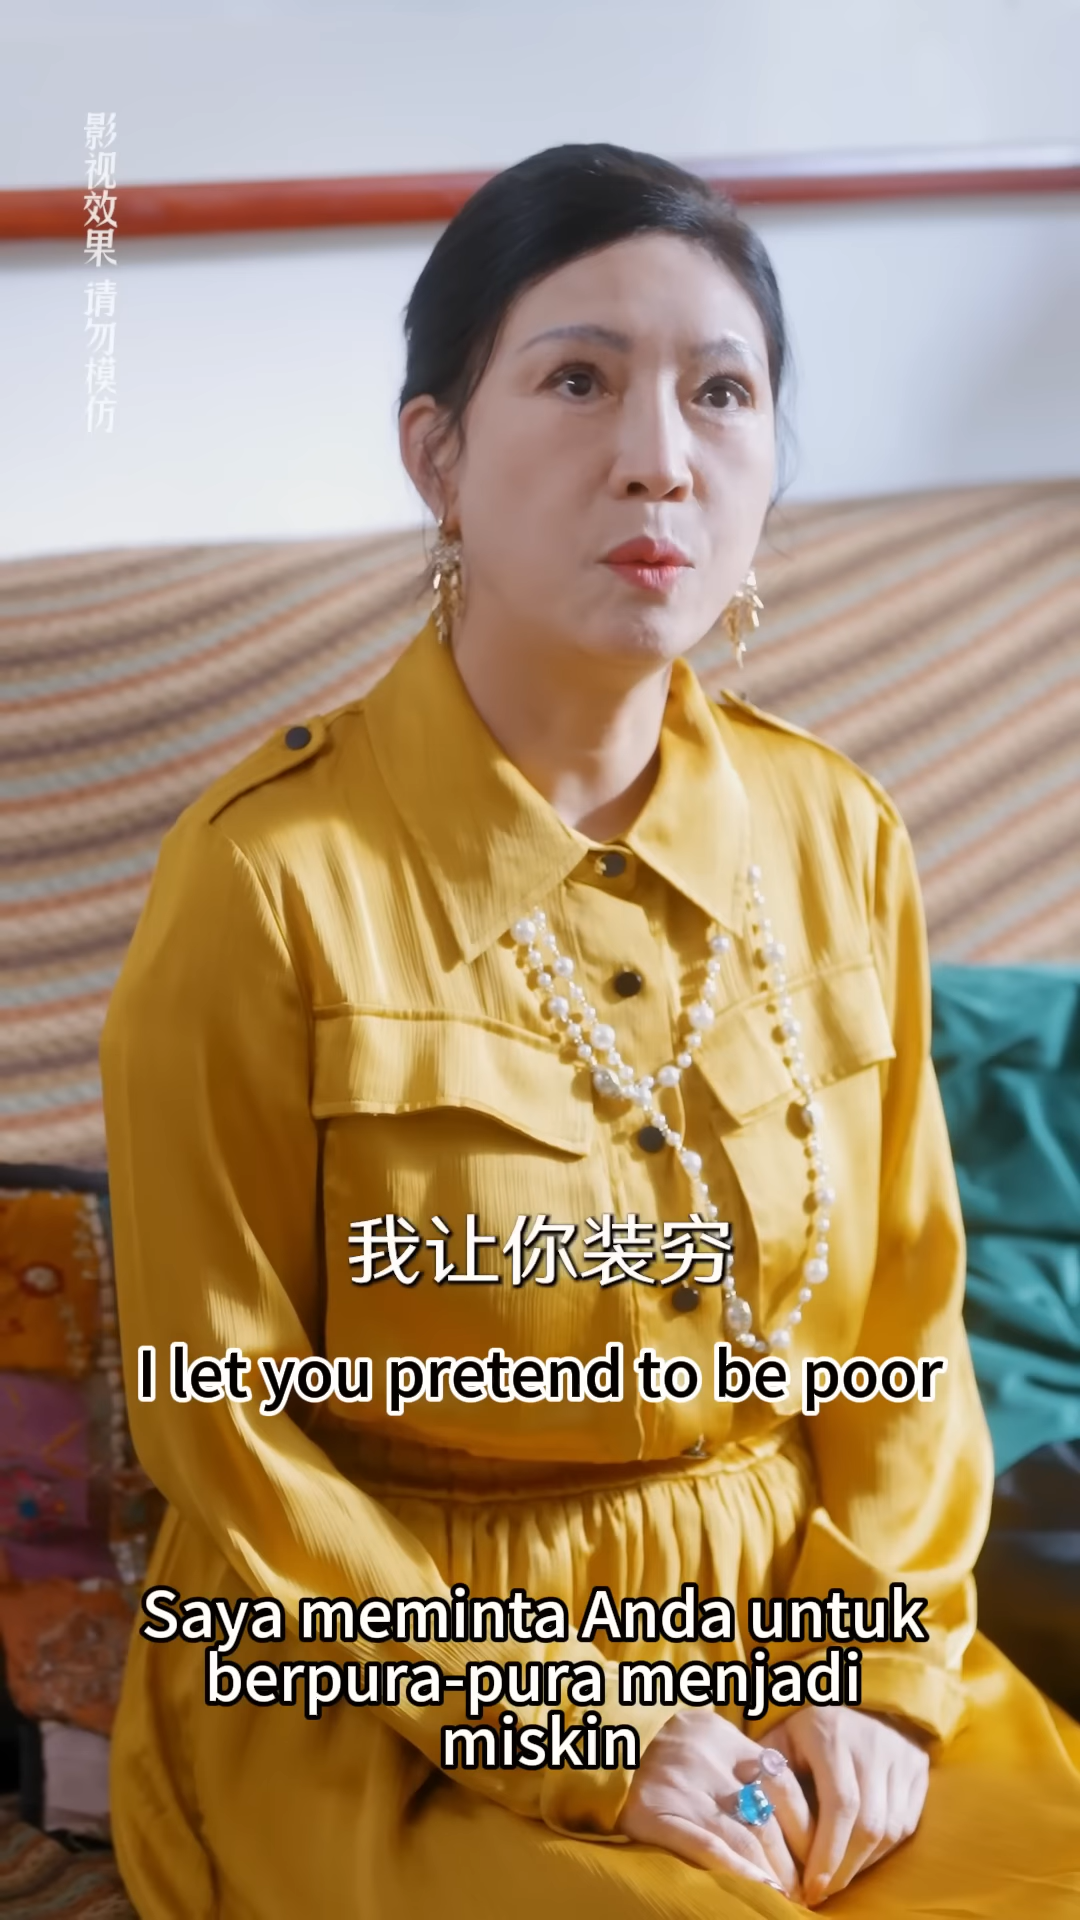 影视效果 请勿模仿
我让你装穷
I let you pretend to be poor
Saya meminta Anda untuk
berpura-pura menjadi
miskin